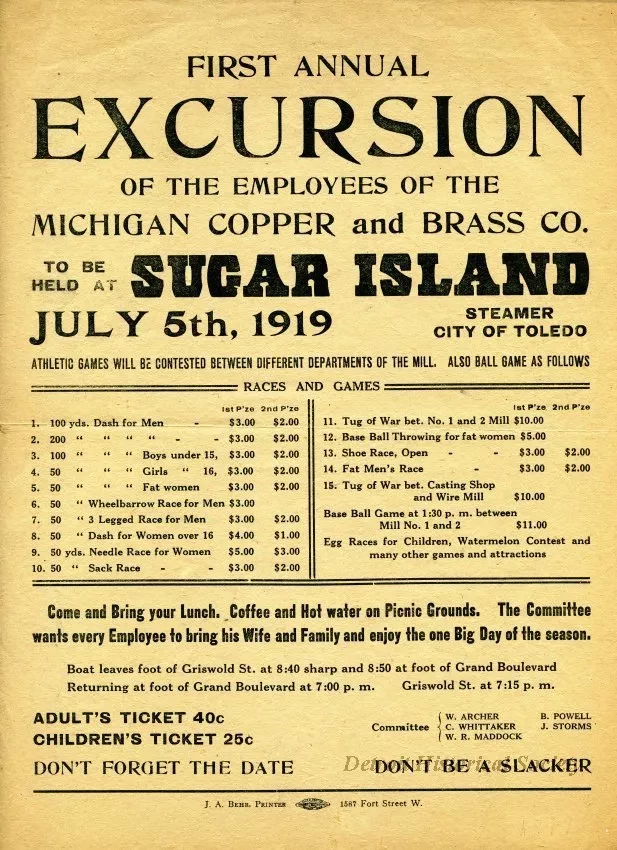 FIRST ANNUAL
EXCURSION
OF THE EMPLOYEES OF THE
MICHIGAN COPPER and BRASS CO.
TO BE HELD AT SUGAR ISLAND
JULY 5th, 1919
STEAMER
CITY OF TOLEDO
ATHLETIC GAMES WILL BE CONTESTED BETWEEN DIFFERENT DEPARTMENTS OF THE MILL. ALSO BALL GAME AS FOLLOWS
RACES AND GAMES
1st P'ze 2nd P'ze
1. 100 yds. Dash for Men - $3.00 $2.00
2. 200 " " " " - - $3.00 $2.00
3. 100 " " " Boys under 15, $3.00 $2.00
4. 50 " " " Girls " 16, $3.00 $2.00
5. 50 " " " Fat women $3.00 $2.00
6. 50 " Wheelbarrow Race for Men $3.00
7. 50 " 3 Legged Race for Men $3.00 $2.00
8. 50 " Dash for Women over 16 $4.00 $1.00
9. 50 yds. Needle Race for Women $5.00 $3.00
10. 50 " Sack Race - - $3.00 $2.00
1st P'ze 2nd P'ze
11. Tug of War bet. No. 1 and 2 Mill $10.00
12. Base Ball Throwing for fat women $5.00
13. Shoe Race, Open - - $3.00 $2.00
14. Fat Men's Race - $3.00 $2.00
15. Tug of War bet. Casting Shop
and Wire Mill $10.00
Base Ball Game at 1:30 p. m. between
Mill No. 1 and 2 $11.00
Egg Races for Children, Watermelon Contest and
many other games and attractions
Come and Bring your Lunch. Coffee and Hot water on Picnic Grounds. The Committee
wants every Employee to bring his Wife and Family and enjoy the one Big Day of the season.
Boat leaves foot of Griswold St. at 8:40 sharp and 8:50 at foot of Grand Boulevard
Returning at foot of Grand Boulevard at 7:00 p. m. Griswold St. at 7:15 p. m.
ADULT'S TICKET 40c
CHILDREN'S TICKET 25c
Committee
W. ARCHER B. POWELL
C. WHITTAKER J. STORMS
W. R. MADDOCK
DON'T FORGET THE DATE DON'T BE A SLACKER
Detroit Historical Society
J. A. Behr, Printer 1587 Fort Street W.